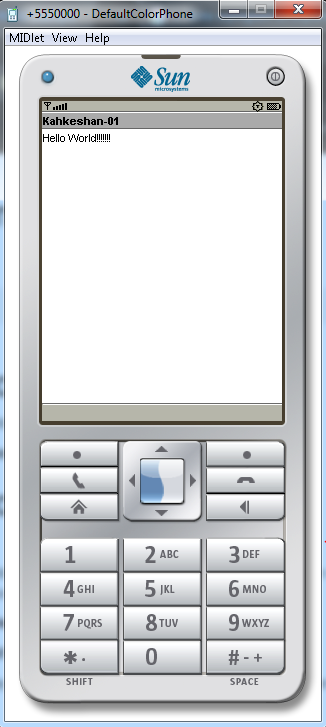 +5550000 - DefaultColorPhone
MIDlet View Help
Sun
microsystems
Kahkeshan-01
Hello World!!!!!!!
1 2 ABC 3 DEF
4 GHI 5 JKL 6 MNO
7 PQRS 8 TUV 9 WXYZ
* . 0 # - +
SHIFT SPACE